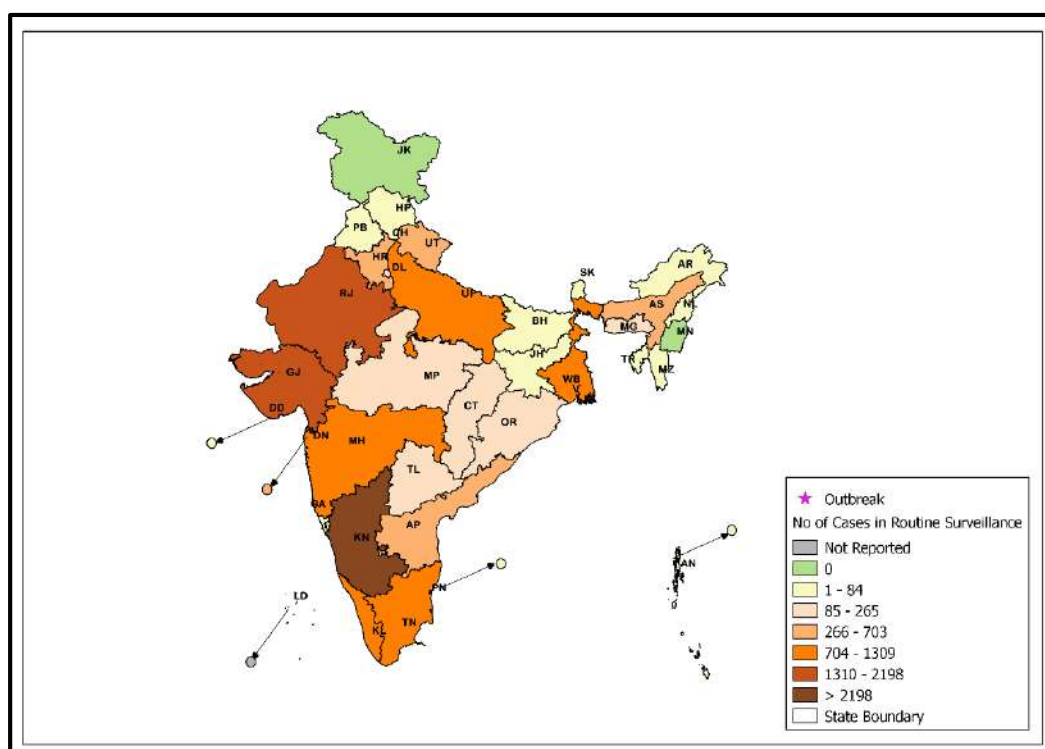 JK
HP
PB
CH
UT
HR
DL
RJ
UP
SK
AR
AS
NL
BH
MG
MN
JH
TR
MZ
GJ
MP
WB
CT
DD
OR
DN
MH
TL
GA
AP
KN
AN
PN
LD
KL
TN
Outbreak
No of Cases in Routine Surveillance
Not Reported
0
1 - 84
85 - 265
266 - 703
704 - 1309
1310 - 2198
> 2198
State Boundary